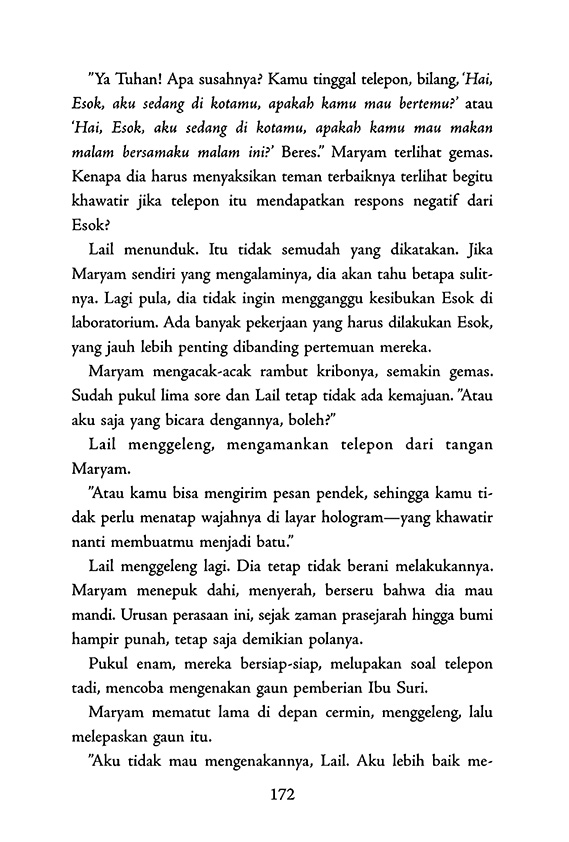 "Ya Tuhan! Apa susahnya? Kamu tinggal telepon, bilang, 'Hai,
Esok, aku sedang di kotamu, apakah kamu mau bertemu?' atau
'Hai, Esok, aku sedang di kotamu, apakah kamu mau makan
malam bersamaku malam ini?' Beres." Maryam terlihat gemas.
Kenapa dia harus menyaksikan teman terbaiknya terlihat begitu
khawatir jika telepon itu mendapatkan respons negatif dari
Esok?
Lail menunduk. Itu tidak semudah yang dikatakan. Jika
Maryam sendiri yang mengalaminya, dia akan tahu betapa sulit-
nya. Lagi pula, dia tidak ingin mengganggu kesibukan Esok di
laboratorium. Ada banyak pekerjaan yang harus dilakukan Esok,
yang jauh lebih penting dibanding pertemuan mereka.
Maryam mengacak-acak rambut kribonya, semakin gemas.
Sudah pukul lima sore dan Lail tetap tidak ada kemajuan. "Atau
aku saja yang bicara dengannya, boleh?"
Lail menggeleng, mengamankan telepon dari tangan
Maryam.
"Atau kamu bisa mengirim pesan pendek, sehingga kamu ti-
dak perlu menatap wajahnya di layar hologram—yang khawatir
nanti membuatmu menjadi batu."
Lail menggeleng lagi. Dia tetap tidak berani melakukannya.
Maryam menepuk dahi, menyerah, berseru bahwa dia mau
mandi. Urusan perasaan ini, sejak zaman prasejarah hingga bumi
hampir punah, tetap saja demikian polanya.
Pukul enam, mereka bersiap-siap, melupakan soal telepon
tadi, mencoba mengenakan gaun pemberian Ibu Suri.
Maryam mematut lama di depan cermin, menggeleng, lalu
melepaskan gaun itu.
"Aku tidak mau mengenakannya, Lail. Aku lebih baik me-
172